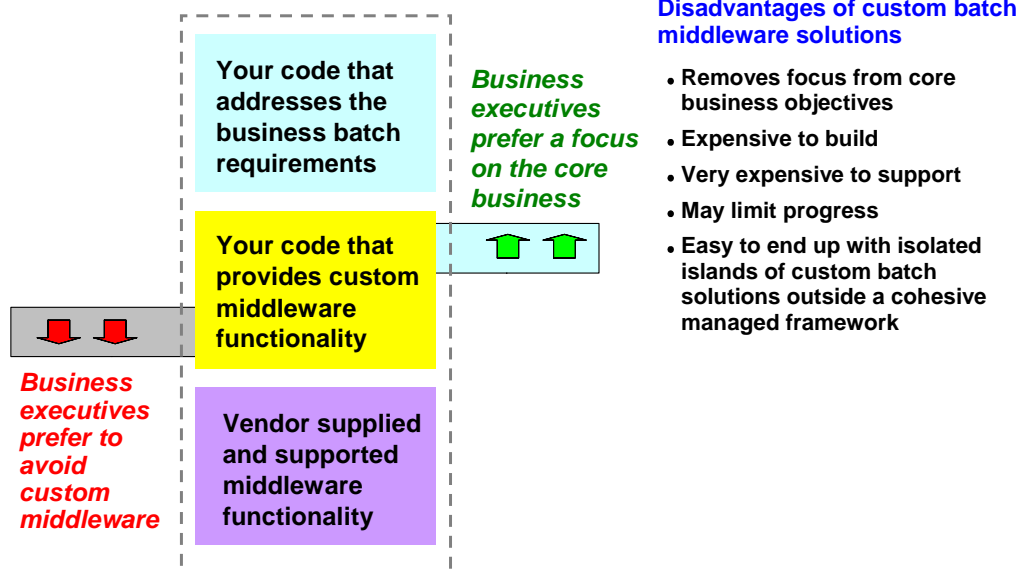 Disadvantages of custom batch
middleware solutions
Your code that
addresses the
business batch
requirements
Business
executives
prefer a focus
on the core
business
• Removes focus from core
business objectives
• Expensive to build
• Very expensive to support
• May limit progress
• Easy to end up with isolated
islands of custom batch
solutions outside a cohesive
managed framework
Your code that
provides custom
middleware
functionality
Business
executives
prefer to
avoid
custom
middleware
Vendor supplied
and supported
middleware
functionality